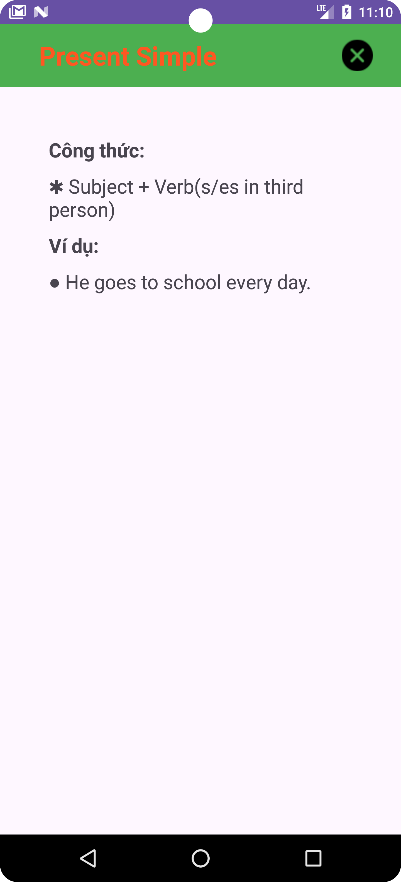 LTE 11:10
Present Simple
Công thức:
✱ Subject + Verb(s/es in third
person)
Ví dụ:
● He goes to school every day.